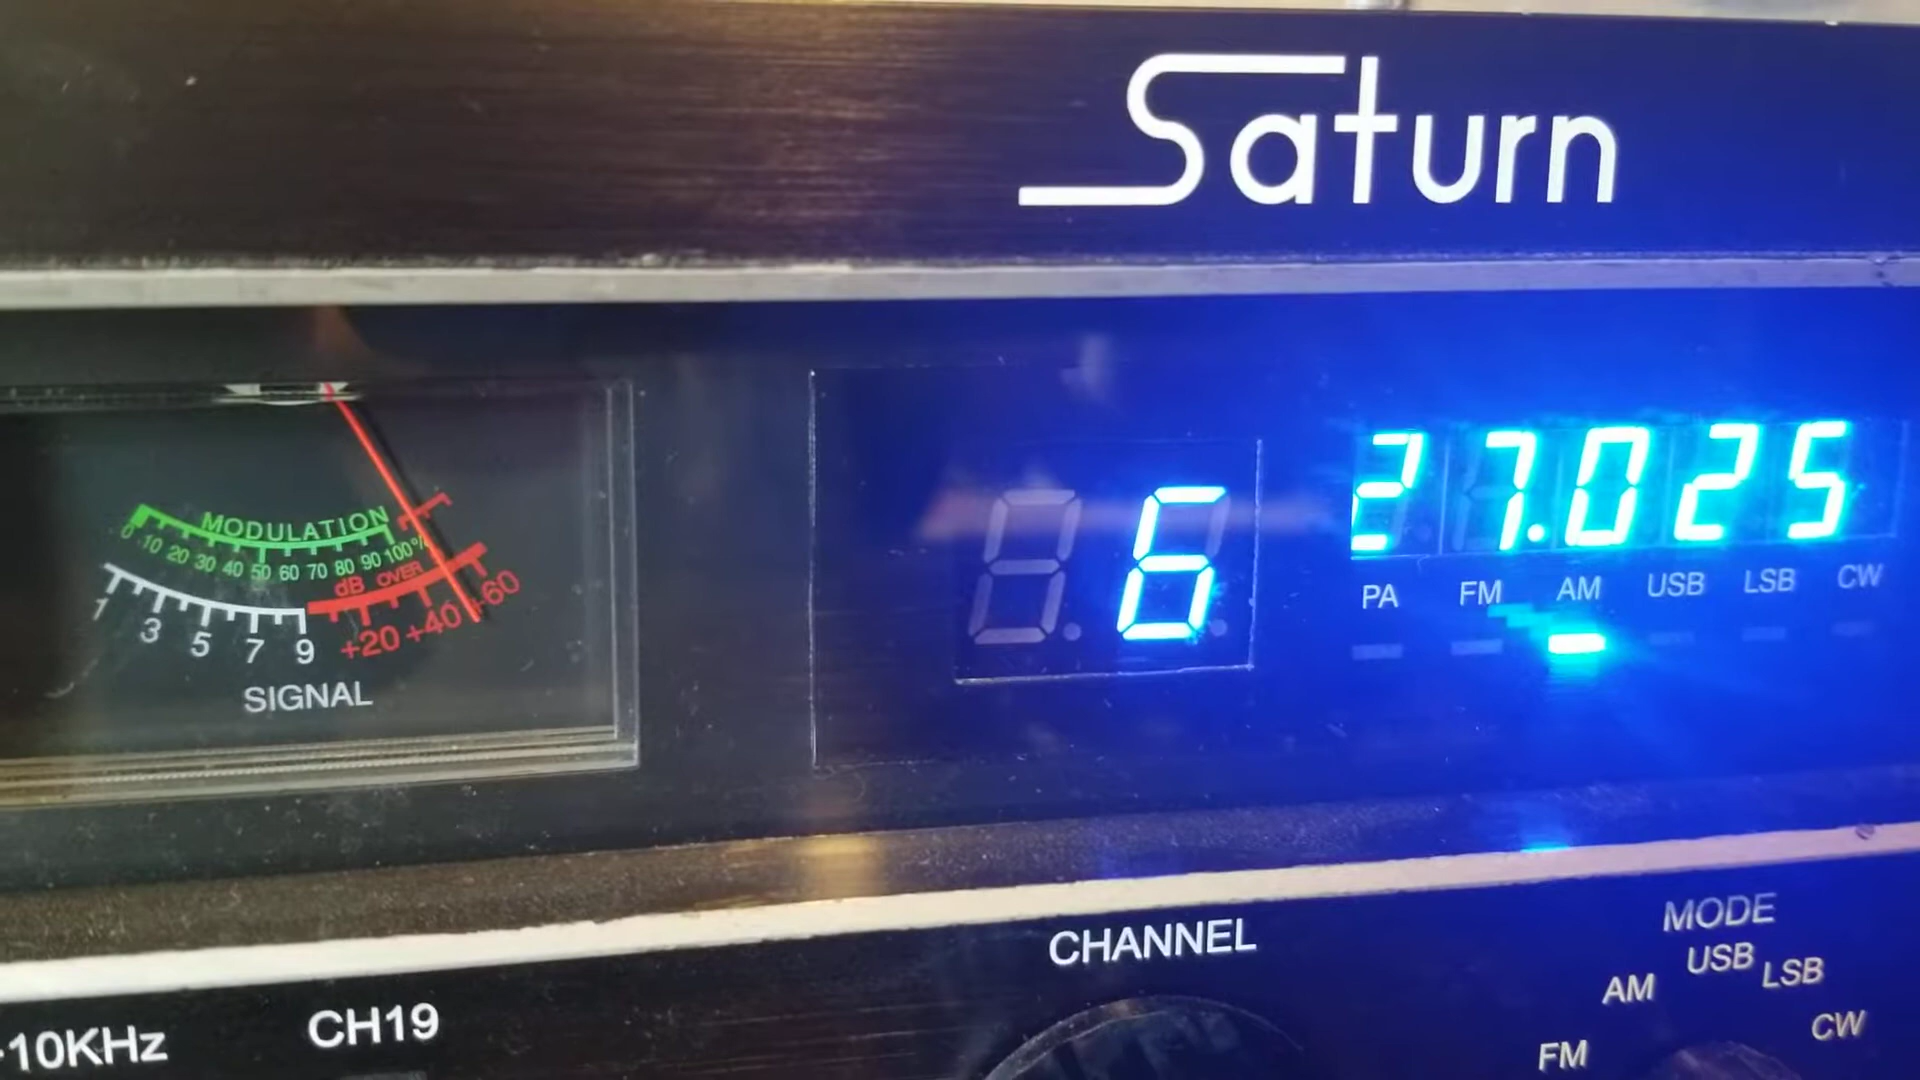 Saturn
MODULATION
0 10 20 30 40 50 60 70 80 90 100%
dB OVER
1 3 5 7 9 +20 +40 +60
SIGNAL
6
27.025
PA FM AM USB LSB CW
CHANNEL
MODE
FM AM USB LSB CW
-10KHz CH19